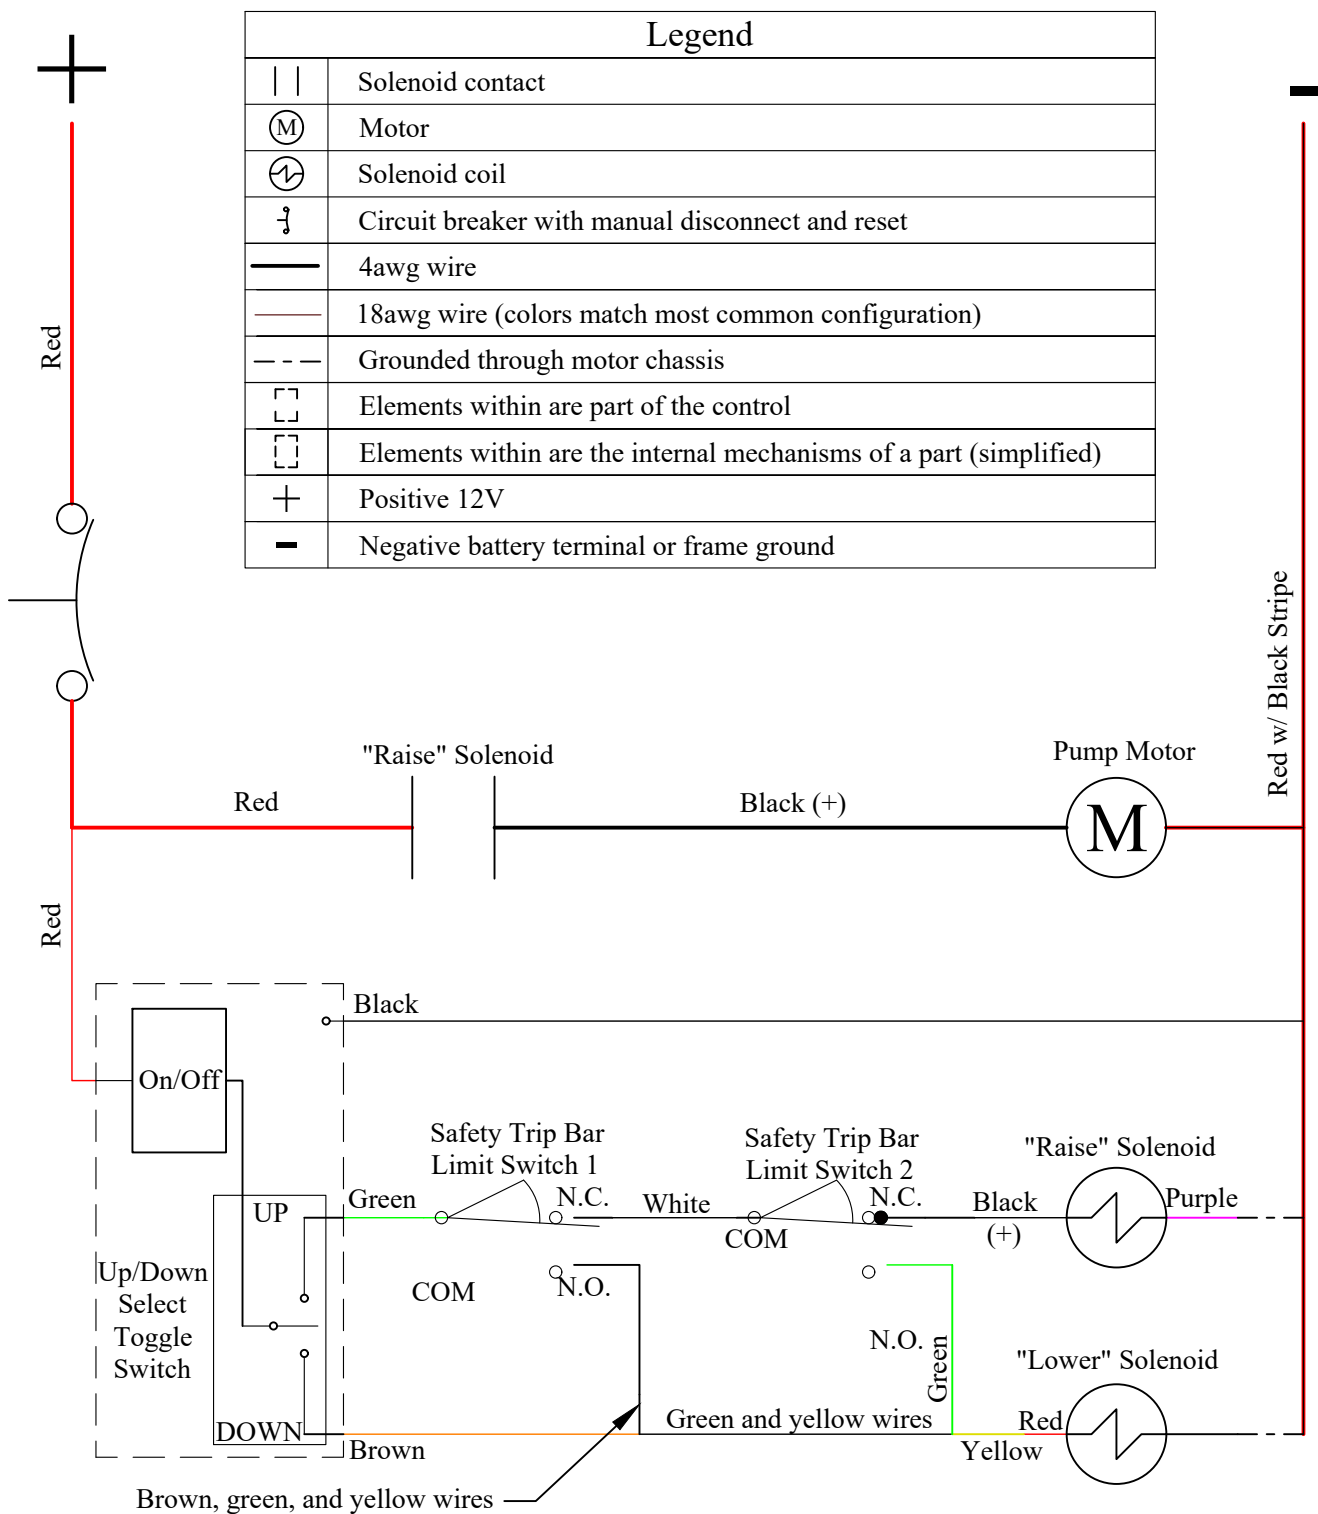 Legend
Solenoid contact
M Motor
Solenoid coil
Circuit breaker with manual disconnect and reset
4awg wire
18awg wire (colors match most common configuration)
Grounded through motor chassis
Elements within are part of the control
Elements within are the internal mechanisms of a part (simplified)
Positive 12V
Negative battery terminal or frame ground
Red
Red w/ Black Stripe
"Raise" Solenoid
Pump Motor
Red
Black (+)
M
Red
Black
On/Off
Safety Trip Bar
Limit Switch 1
Safety Trip Bar
Limit Switch 2
"Raise" Solenoid
UP
Green
N.C.
White
COM
N.C.
Black
(+)
Purple
Up/Down
Select
Toggle
Switch
COM
N.O.
N.O.
Green
"Lower" Solenoid
DOWN
Brown
Green and yellow wires
Red
Yellow
Brown, green, and yellow wires